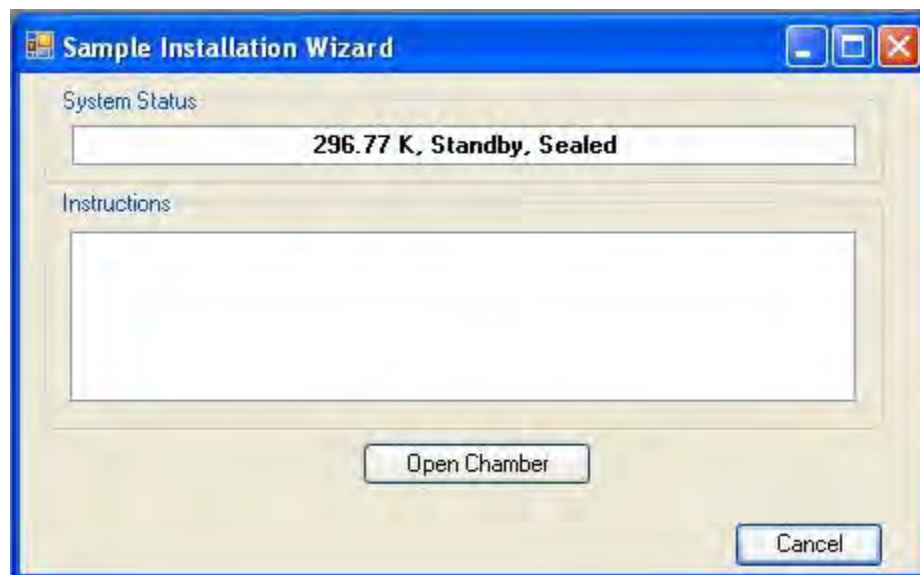 Sample Installation Wizard
System Status
296.77 K, Standby, Sealed
Instructions
Open Chamber
Cancel